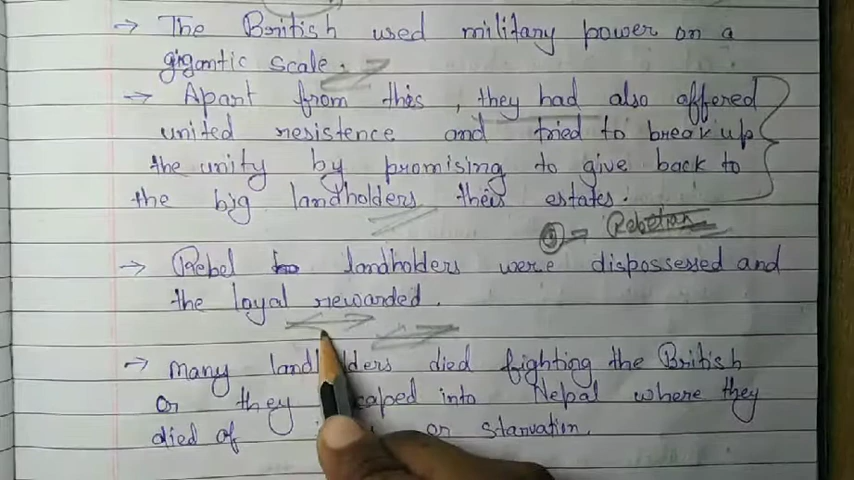 → The British used military power on a
gigantic scale.
→ Apart from this, they had also offered
united resistence and tried to break up
the unity by promising to give back to
the big landholders their estates.
Rebel landholders were dispossessed and
the loyal rewarded.
→ Many landholders died fighting the British
or they caped into Nepal where they
died of or starvation.